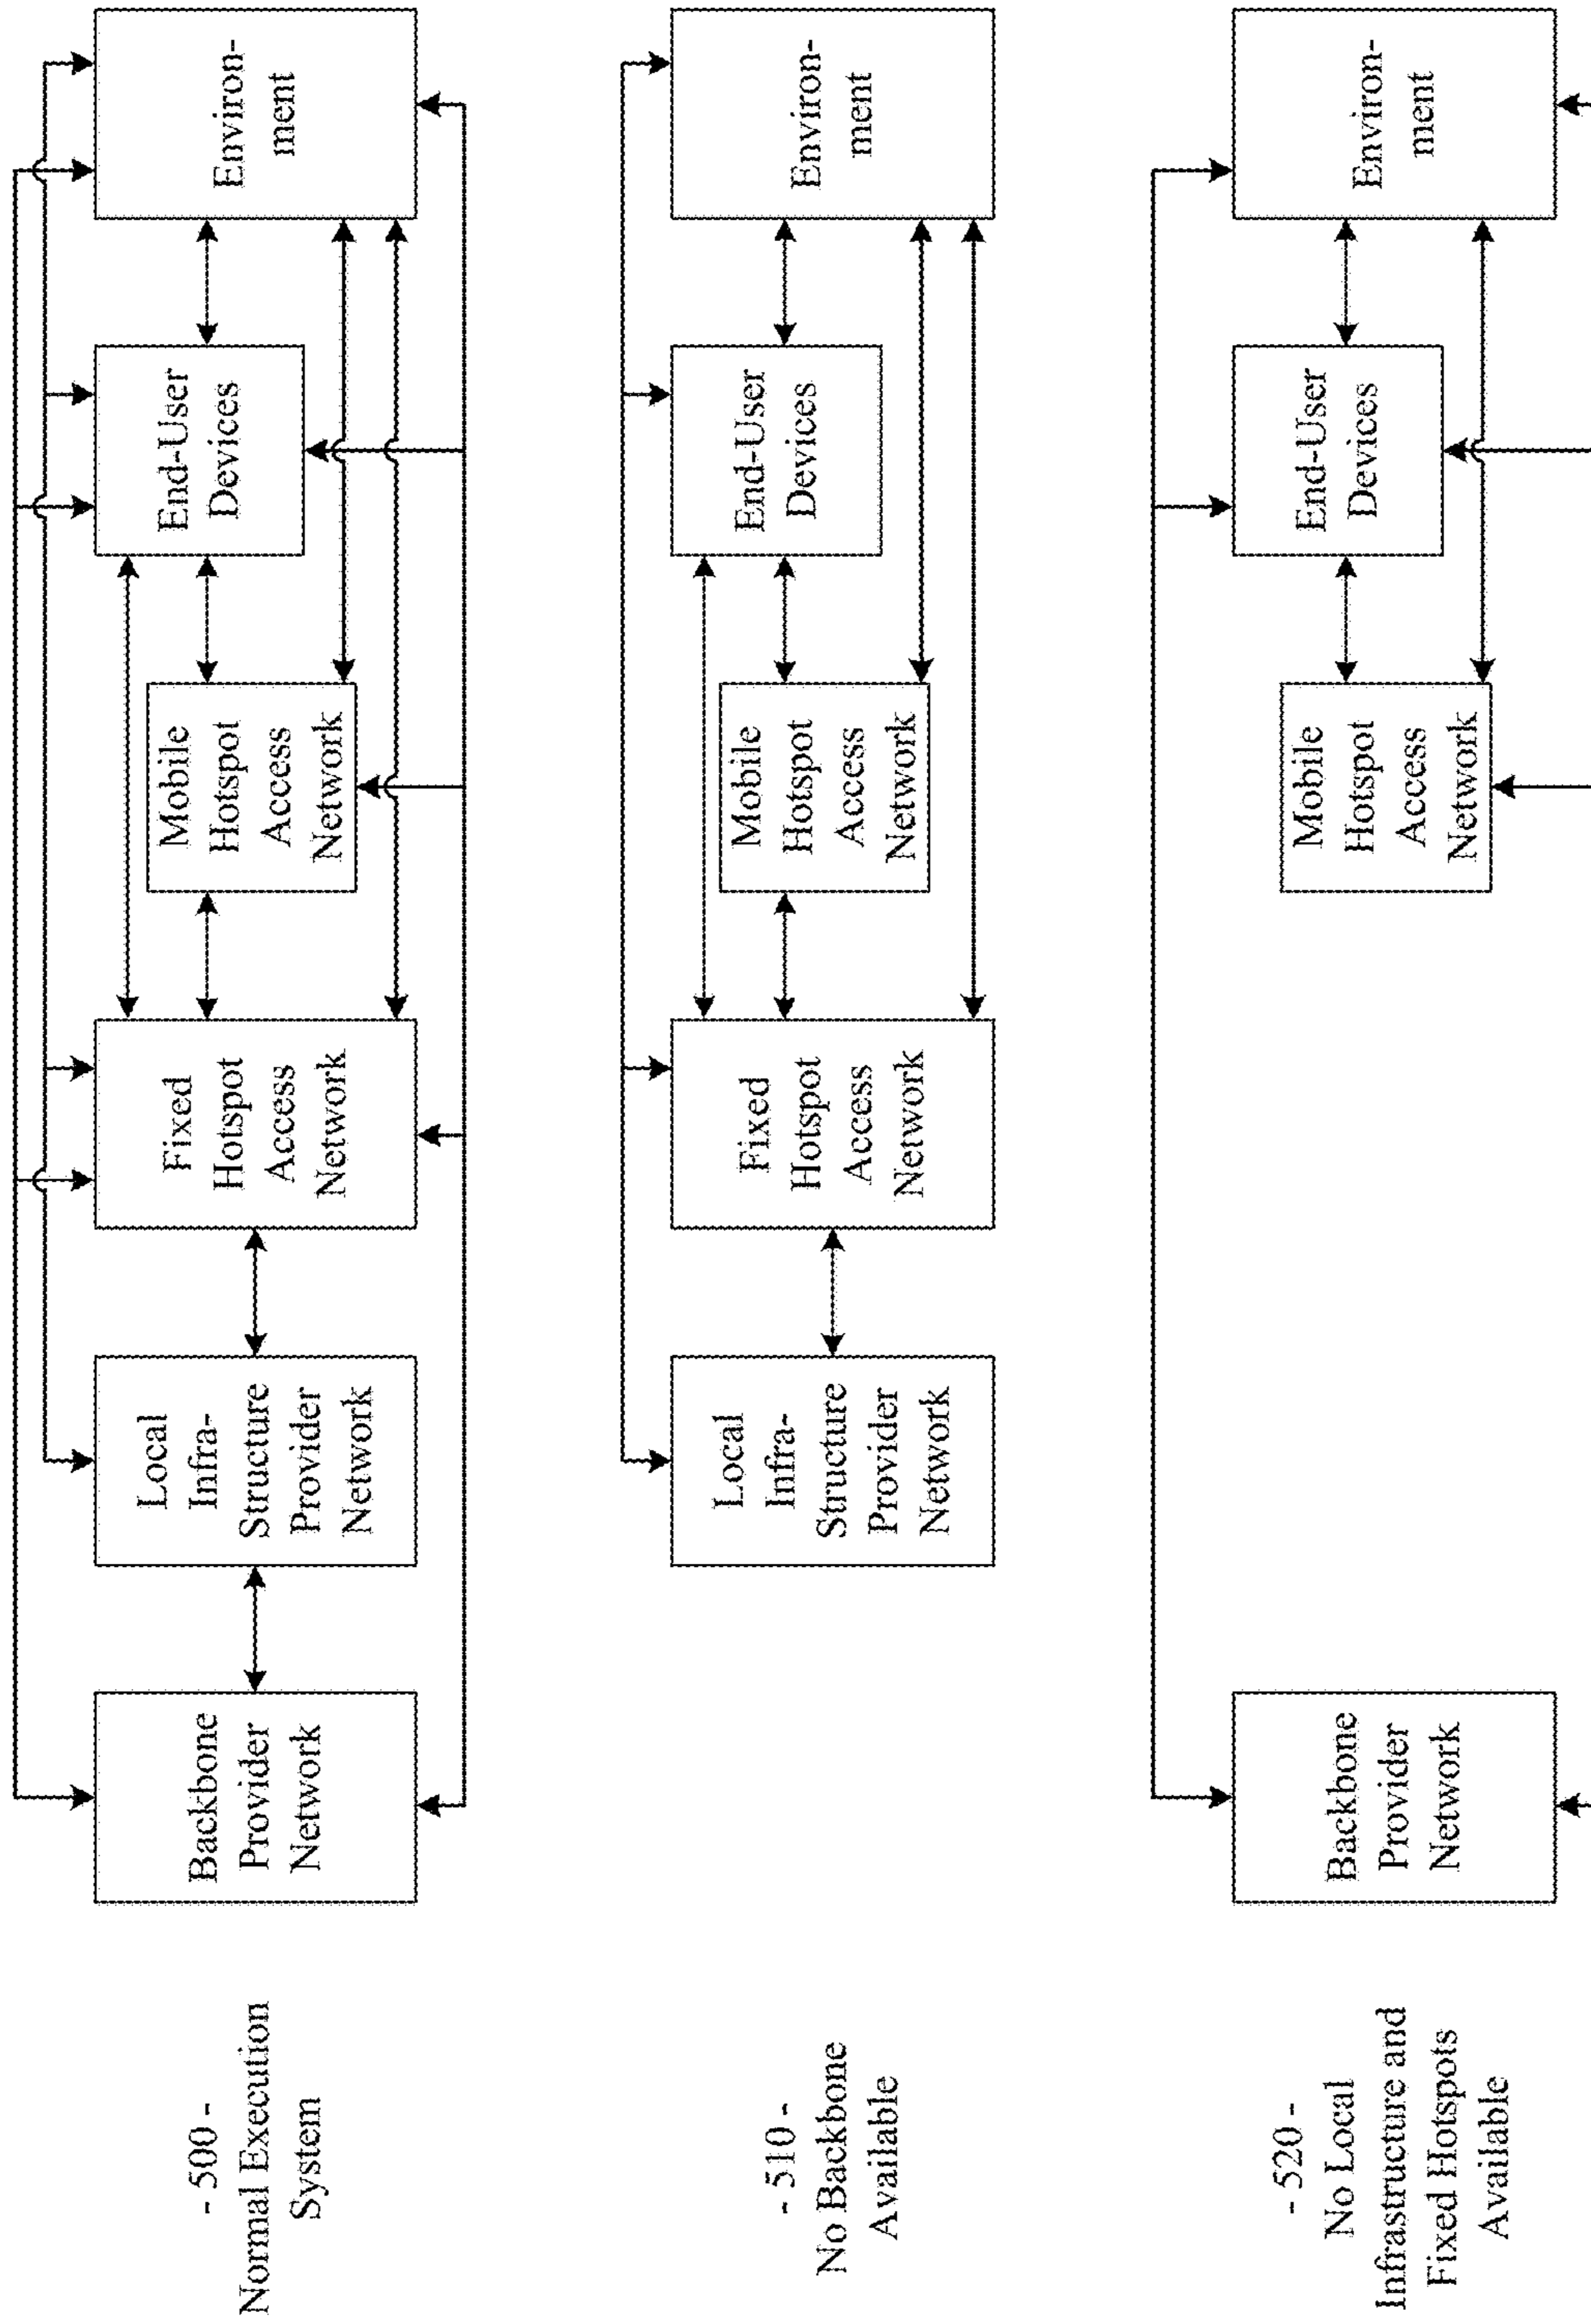 - 500 -
Normal Execution
System
Backbone
Provider
Network
Local
Infra-
Structure
Provider
Network
Fixed
Hotspot
Access
Network
Mobile
Hotspot
Access
Network
End-User
Devices
Environ-
ment
- 510 -
No Backbone
Available
Local
Infra-
Structure
Provider
Network
Fixed
Hotspot
Access
Network
Mobile
Hotspot
Access
Network
End-User
Devices
Environ-
ment
- 520 -
No Local
Infrastructure and
Fixed Hotspots
Available
Backbone
Provider
Network
Mobile
Hotspot
Access
Network
End-User
Devices
Environ-
ment